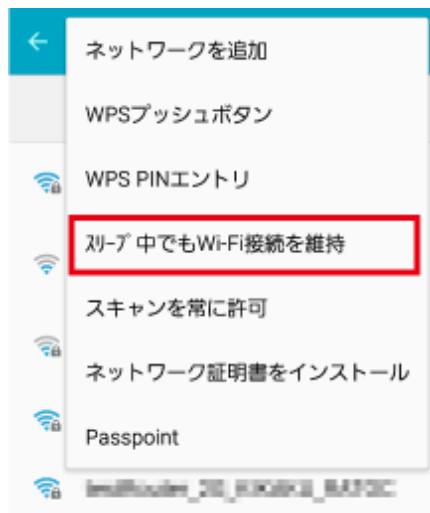 ネットワークを追加
WPSプッシュボタン
WPS PINエントリ
ｽﾘｰﾌﾟ中でもWi-Fi接続を維持
スキャンを常に許可
ネットワーク証明書をインストール
Passpoint